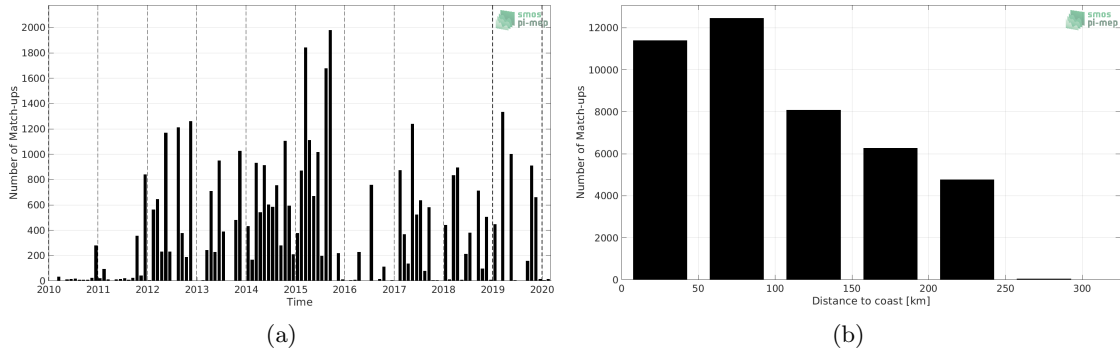 smos
pi-mep
2000
1800
1600
1400
1200
1000
800
600
400
200
0
Number of Match-ups
2010 2011 2012 2013 2014 2015 2016 2017 2018 2019 2020
Time
(a)
smos
pi-mep
12000
10000
8000
6000
4000
2000
0
Number of Match-ups
0 50 100 150 200 250 300
Distance to coast [km]
(b)